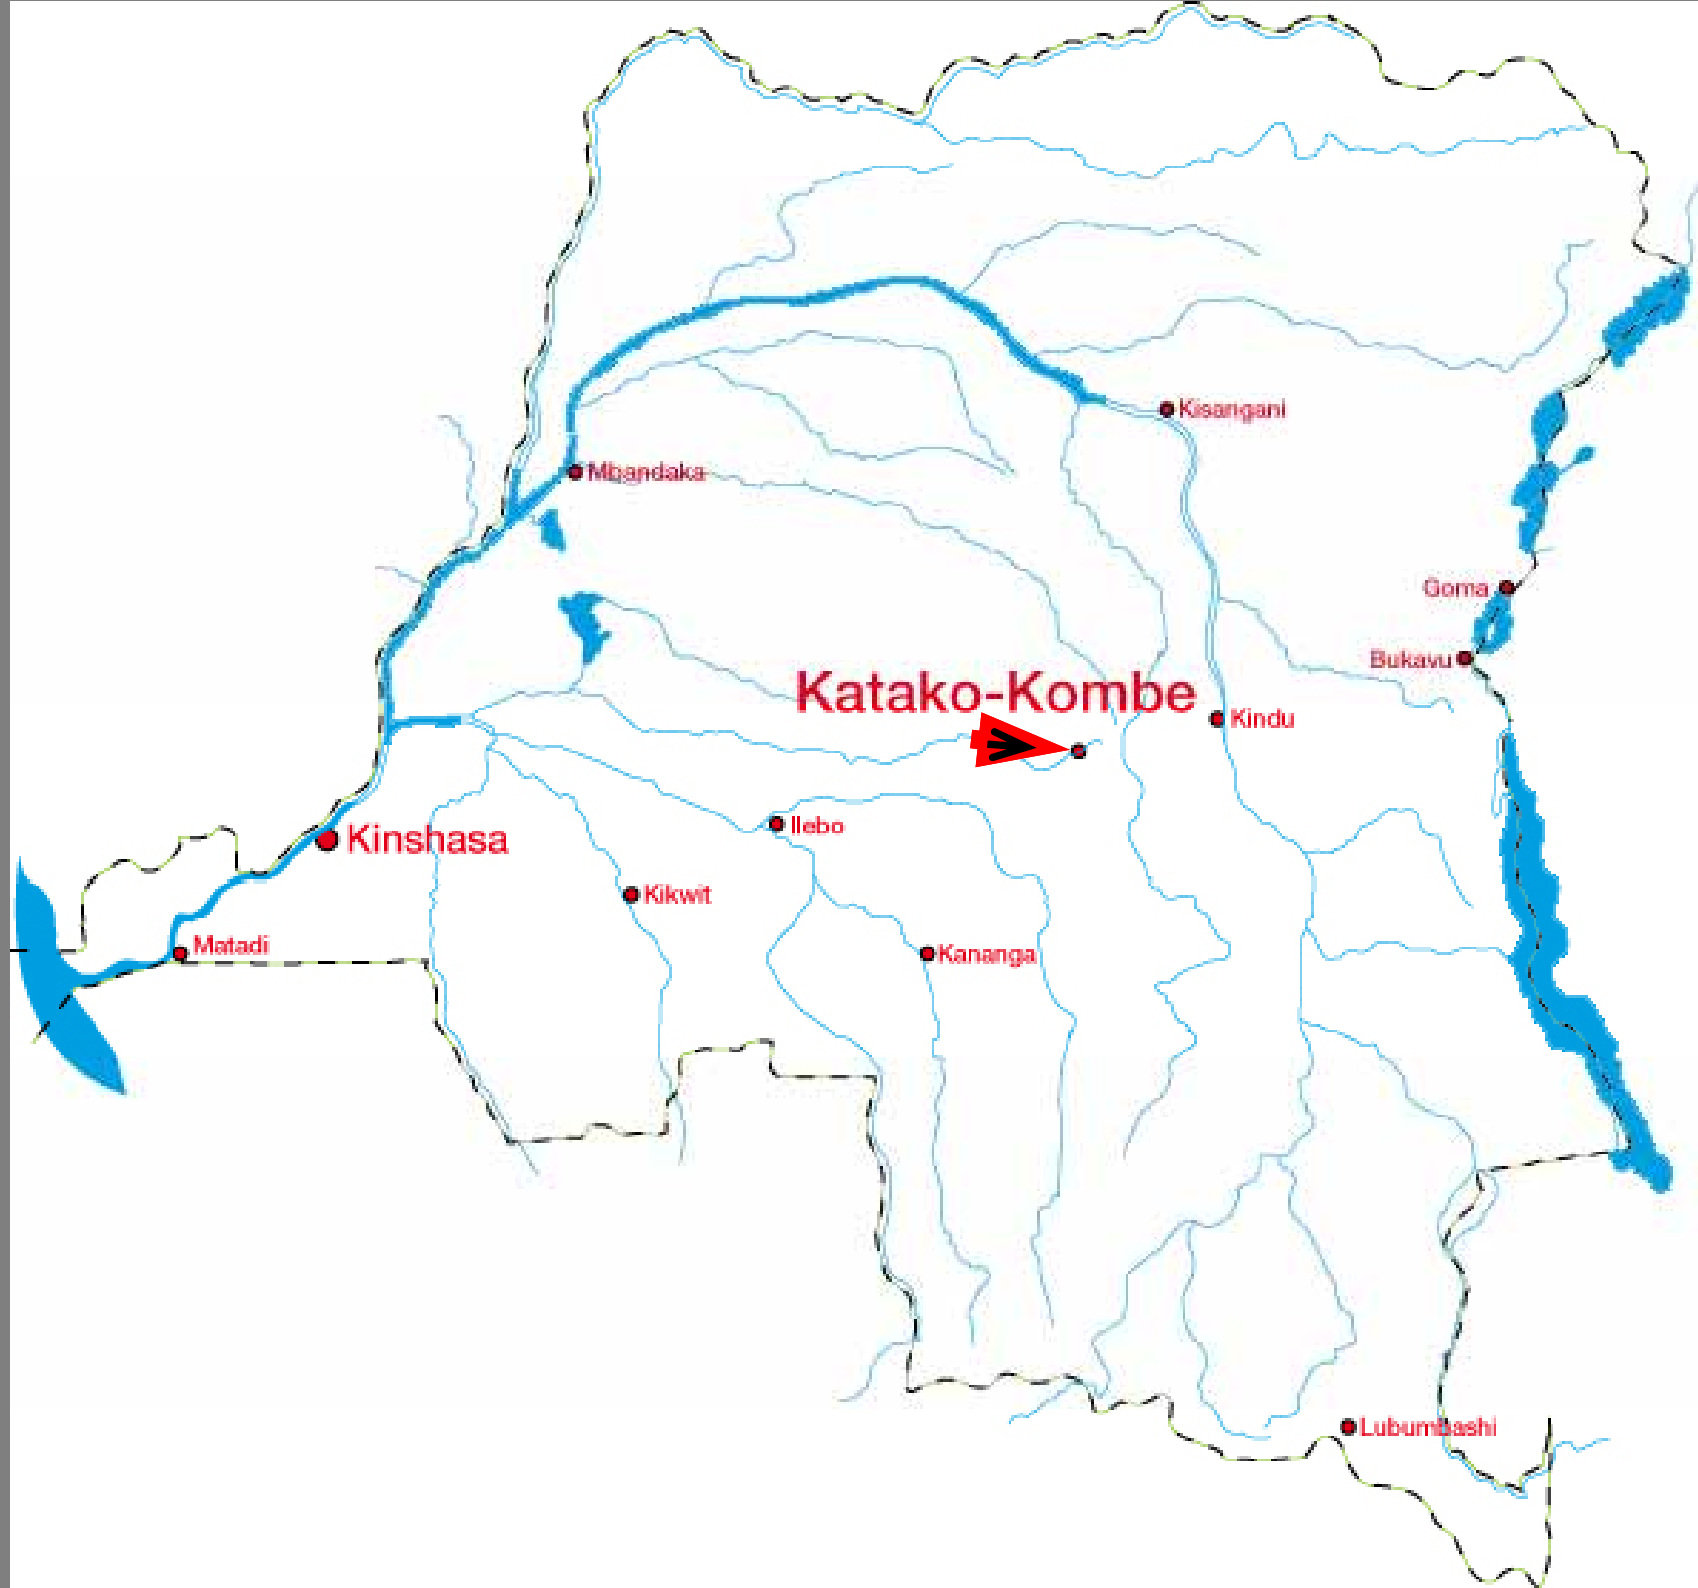 Kisangani
Mbandaka
Goma
Bukavu
Katako-Kombe
Kindu
Ilebo
Kinshasa
Kikwit
Matadi
Kananga
Lubumbashi